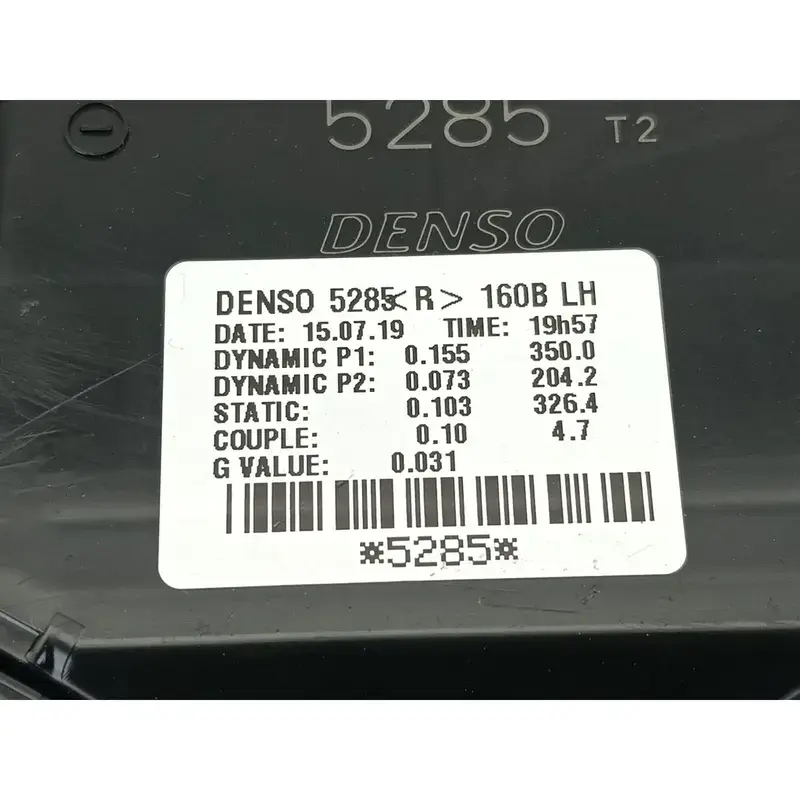 5285 T2
DENSO
DENSO 5285<R> 160B LH
DATE: 15.07.19 TIME: 19h57
DYNAMIC P1: 0.155 350.0
DYNAMIC P2: 0.073 204.2
STATIC: 0.103 326.4
COUPLE: 0.10 4.7
G VALUE: 0.031
*5285*